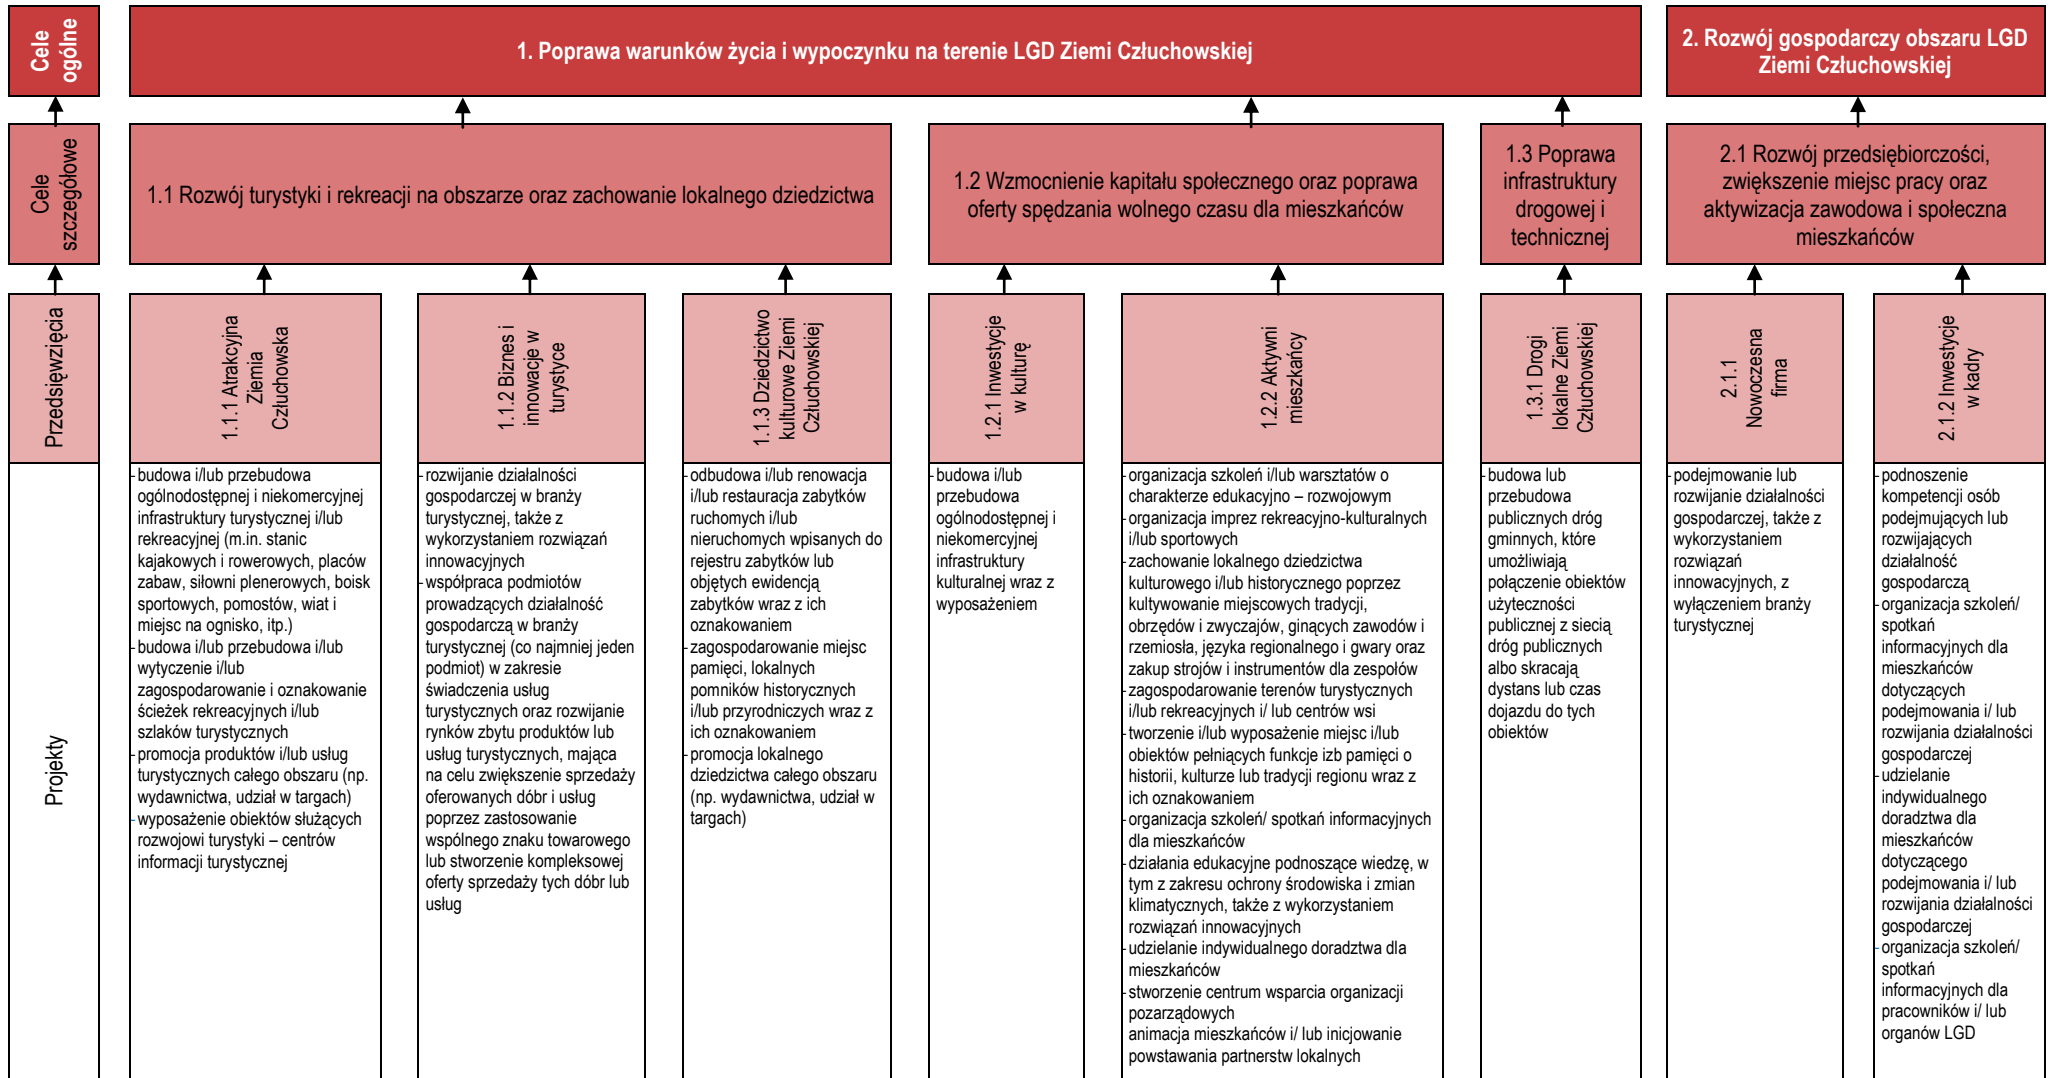 Cele
ogólne
1. Poprawa warunków życia i wypoczynku na terenie LGD Ziemi Człuchowskiej
2. Rozwój gospodarczy obszaru LGD
Ziemi Człuchowskiej
Cele
szczegółowe
1.1 Rozwój turystyki i rekreacji na obszarze oraz zachowanie lokalnego dziedzictwa
1.2 Wzmocnienie kapitału społecznego oraz poprawa
oferty spędzania wolnego czasu dla mieszkańców
1.3 Poprawa
infrastruktury
drogowej i
technicznej
2.1 Rozwój przedsiębiorczości,
zwiększenie miejsc pracy oraz
aktywizacja zawodowa i społeczna
mieszkańców
Przedsięwzięcia
1.1.1 Atrakcyjna
Ziemia
Człuchowska
1.1.2 Biznes i
innowacje w
turystyce
1.1.3 Dziedzictwo
kulturowe Ziemi
Człuchowskiej
1.2.1 Inwestycje
w kulturę
1.2.2 Aktywni
mieszkańcy
1.3.1 Drogi
lokalne Ziemi
Człuchowskiej
2.1.1
Nowoczesna
firma
2.1.2 Inwestycje
w kadry
Projekty
-budowa i/lub przebudowa
ogólnodostępnej i niekomercyjnej
infrastruktury turystycznej i/lub
rekreacyjnej (m.in. stanic
kajakowych i rowerowych, placów
zabaw, siłowni plenerowych, boisk
sportowych, pomostów, wiat i
miejsc na ognisko, itp.)
-budowa i/lub przebudowa i/lub
wytyczenie i/lub
zagospodarowanie i oznakowanie
ścieżek rekreacyjnych i/lub
szlaków turystycznych
-promocja produktów i/lub usług
turystycznych całego obszaru (np.
wydawnictwa, udział w targach)
-wyposażenie obiektów służących
rozwojowi turystyki – centrów
informacji turystycznej
-rozwijanie działalności
gospodarczej w branży
turystycznej, także z
wykorzystaniem rozwiązań
innowacyjnych
-współpraca podmiotów
prowadzących działalność
gospodarczą w branży
turystycznej (co najmniej jeden
podmiot) w zakresie
świadczenia usług
turystycznych oraz rozwijanie
rynków zbytu produktów lub
usług turystycznych, mająca
na celu zwiększenie sprzedaży
oferowanych dóbr i usług
poprzez zastosowanie
wspólnego znaku towarowego
lub stworzenie kompleksowej
oferty sprzedaży tych dóbr lub
usług
-odbudowa i/lub renowacja
i/lub restauracja zabytków
ruchomych i/lub
nieruchomych wpisanych do
rejestru zabytków lub
objętych ewidencją
zabytków wraz z ich
oznakowaniem
-zagospodarowanie miejsc
pamięci, lokalnych
pomników historycznych
i/lub przyrodniczych wraz z
ich oznakowaniem
-promocja lokalnego
dziedzictwa całego obszaru
(np. wydawnictwa, udział w
targach)
-budowa i/lub
przebudowa
ogólnodostępnej i
niekomercyjnej
infrastruktury
kulturalnej wraz z
wyposażeniem
-organizacja szkoleń i/lub warsztatów o
charakterze edukacyjno – rozwojowym
-organizacja imprez rekreacyjno-kulturalnych
i/lub sportowych
-zachowanie lokalnego dziedzictwa
kulturowego i/lub historycznego poprzez
kultywowanie miejscowych tradycji,
obrzędów i zwyczajów, ginących zawodów i
rzemiosła, języka regionalnego i gwary oraz
zakup strojów i instrumentów dla zespołów
-zagospodarowanie terenów turystycznych
i/lub rekreacyjnych i/ lub centrów wsi
-tworzenie i/lub wyposażenie miejsc i/lub
obiektów pełniących funkcje izb pamięci o
historii, kulturze lub tradycji regionu wraz z
ich oznakowaniem
-organizacja szkoleń/ spotkań informacyjnych
dla mieszkańców
-działania edukacyjne podnoszące wiedzę, w
tym z zakresu ochrony środowiska i zmian
klimatycznych, także z wykorzystaniem
rozwiązań innowacyjnych
-udzielanie indywidualnego doradztwa dla
mieszkańców
-stworzenie centrum wsparcia organizacji
pozarządowych
animacja mieszkańców i/ lub inicjowanie
powstawania partnerstw lokalnych
-budowa lub
przebudowa
publicznych dróg
gminnych, które
umożliwiają
połączenie obiektów
użyteczności
publicznej z siecią
dróg publicznych
albo skracają
dystans lub czas
dojazdu do tych
obiektów
-podejmowanie lub
rozwijanie działalności
gospodarczej, także z
wykorzystaniem
rozwiązań
innowacyjnych, z
wyłączeniem branży
turystycznej
-podnoszenie
kompetencji osób
podejmujących lub
rozwijających
działalność
gospodarczą
-organizacja szkoleń/
spotkań
informacyjnych dla
mieszkańców
dotyczących
podejmowania i/ lub
rozwijania działalności
gospodarczej
-udzielanie
indywidualnego
doradztwa dla
mieszkańców
dotyczącego
podejmowania i/ lub
rozwijania działalności
gospodarczej
-organizacja szkoleń/
spotkań
informacyjnych dla
pracowników i/ lub
organów LGD